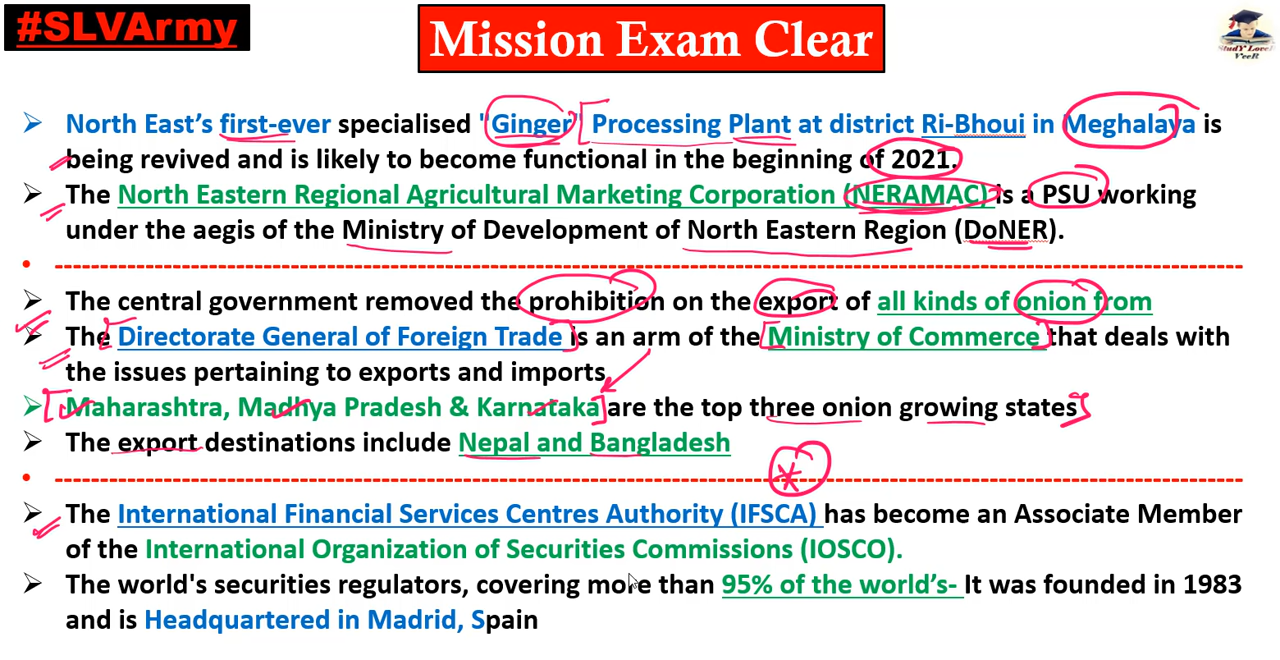 #SLVArmy
Mission Exam Clear
StudY LoveR
VeeR
➢ North East's first-ever specialised "Ginger" Processing Plant at district Ri-Bhoui in Meghalaya is
being revived and is likely to become functional in the beginning of 2021.
➢ The North Eastern Regional Agricultural Marketing Corporation (NERAMAC) is a PSU working
under the aegis of the Ministry of Development of North Eastern Region (DoNER).
• ------------------------------------------------------------
➢ The central government removed the prohibition on the export of all kinds of onion from
➢ The Directorate General of Foreign Trade is an arm of the Ministry of Commerce that deals with
the issues pertaining to exports and imports.
➢ Maharashtra, Madhya Pradesh & Karnataka are the top three onion growing states
➢ The export destinations include Nepal and Bangladesh
• ------------------------------------------------------------
➢ The International Financial Services Centres Authority (IFSCA) has become an Associate Member
of the International Organization of Securities Commissions (IOSCO).
➢ The world's securities regulators, covering more than 95% of the world's- It was founded in 1983
and is Headquartered in Madrid, Spain